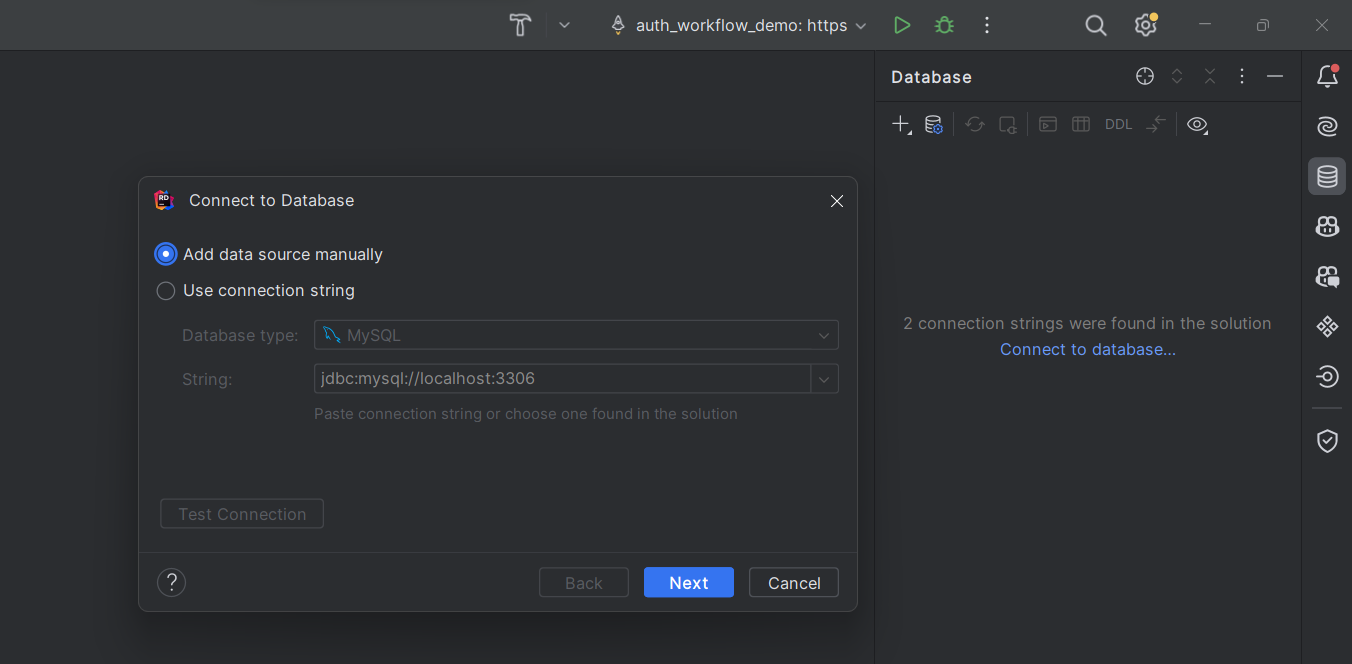 auth_workflow_demo: https
Database
DDL
RD
Connect to Database
Add data source manually
Use connection string
Database type: MySQL
String: jdbc:mysql://localhost:3306
Paste connection string or choose one found in the solution
Test Connection
? Back Next Cancel
2 connection strings were found in the solution
Connect to database...